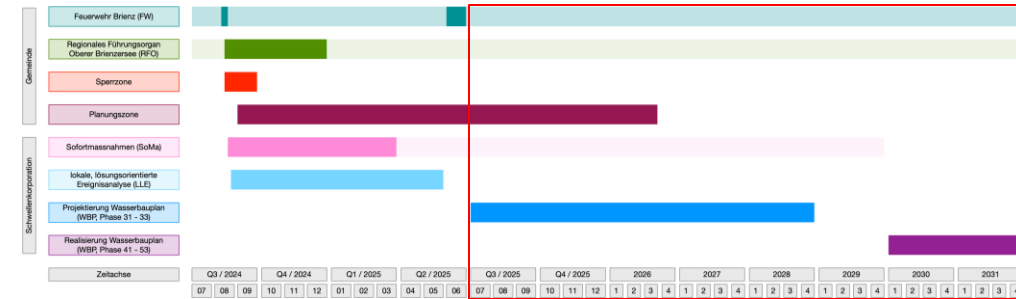 Gemeinde
Feuerwehr Brienz (FW)
Regionales Führungsorgan
Oberer Brienzersee (RFO)
Sperrzone
Planungszone
Schwellenkorporation
Sofortmassnahmen (SoMa)
lokale, lösungsorientierte
Ereignisanalyse (LLE)
Projektierung Wasserbauplan
(WBP, Phase 31 - 33)
Realisierung Wasserbauplan
(WBP, Phase 41 - 53)
Zeitachse Q3 / 2024 Q4 / 2024 Q1 / 2025 Q2 / 2025 Q3 / 2025 Q4 / 2025 2026 2027 2028 2029 2030 2031
07 08 09 10 11 12 01 02 03 04 05 06 07 08 09 10 11 12 1 2 3 4 1 2 3 4 1 2 3 4 1 2 3 4 1 2 3 4 1 2 3